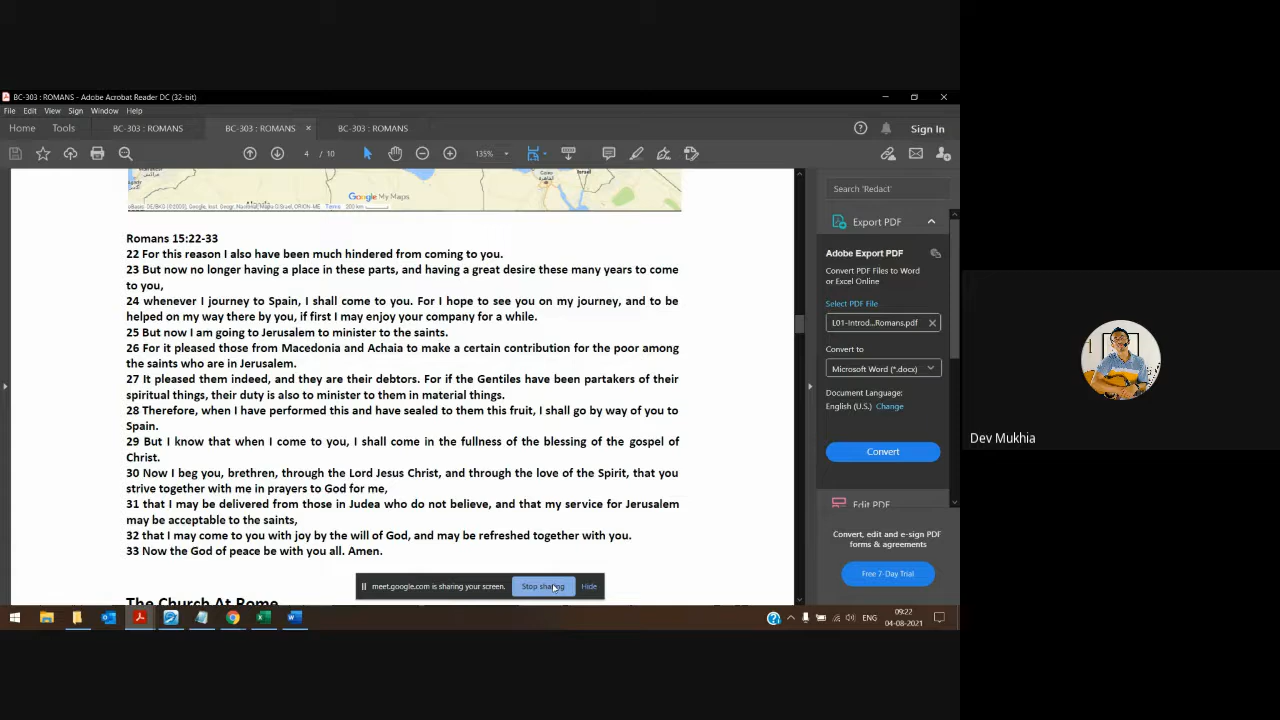 BC-303 : ROMANS - Adobe Acrobat Reader DC (32-bit)
File Edit View Sign Window Help
Home Tools BC-303 : ROMANS BC-303 : ROMANS × BC-303 : ROMANS Sign In
4 / 10 135%
Google My Maps
Terms 200 km
Israel
Search 'Redact'
Export PDF
Adobe Export PDF
Convert PDF Files to Word
or Excel Online
Select PDF File
L01-Introd...Romans.pdf
Convert to
Microsoft Word (*.docx)
Document Language:
English (U.S.) Change
Convert
Edit PDF
Convert, edit and e-sign PDF
forms & agreements
Free 7-Day Trial
Romans 15:22-33
22 For this reason I also have been much hindered from coming to you.
23 But now no longer having a place in these parts, and having a great desire these many years to come
to you,
24 whenever I journey to Spain, I shall come to you. For I hope to see you on my journey, and to be
helped on my way there by you, if first I may enjoy your company for a while.
25 But now I am going to Jerusalem to minister to the saints.
26 For it pleased those from Macedonia and Achaia to make a certain contribution for the poor among
the saints who are in Jerusalem.
27 It pleased them indeed, and they are their debtors. For if the Gentiles have been partakers of their
spiritual things, their duty is also to minister to them in material things.
28 Therefore, when I have performed this and have sealed to them this fruit, I shall go by way of you to
Spain.
29 But I know that when I come to you, I shall come in the fullness of the blessing of the gospel of
Christ.
30 Now I beg you, brethren, through the Lord Jesus Christ, and through the love of the Spirit, that you
strive together with me in prayers to God for me,
31 that I may be delivered from those in Judea who do not believe, and that my service for Jerusalem
may be acceptable to the saints,
32 that I may come to you with joy by the will of God, and may be refreshed together with you.
33 Now the God of peace be with you all. Amen.
The Church At Rome
meet.google.com is sharing your screen. Stop sharing Hide
ENG
09:22
04-08-2021
Dev Mukhia